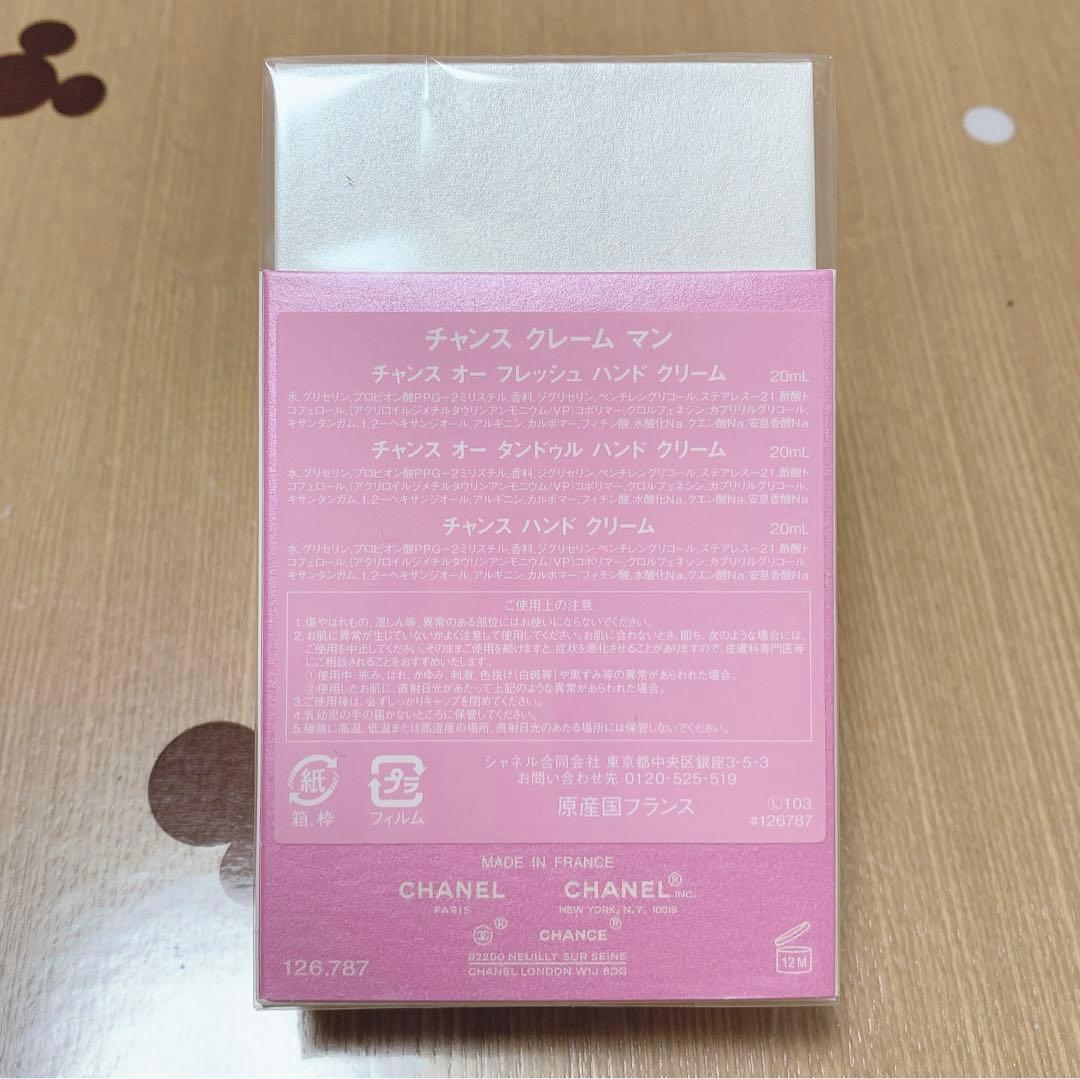 チャンス クレーム マン
チャンス オー フレッシュ ハンド クリーム 20mL
水、グリセリン、プロピオン酸PPG-2ミリスチル、香料、ジグリセリン、ペンチレングリコール、ステアレス-21、酢酸ト
コフェロール、(アクリロイルジメチルタウリンアンモニウム/VP)コポリマー、クロルフェネシン、カプリリルグリコール、
キサンタンガム、1,2-ヘキサンジオール、アルギニン、カルボマー、フィチン酸、水酸化Na、クエン酸Na、安息香酸Na
チャンス オー タンドゥル ハンド クリーム 20mL
水、グリセリン、プロピオン酸PPG-2ミリスチル、香料、ジグリセリン、ペンチレングリコール、ステアレス-21、酢酸ト
コフェロール、(アクリロイルジメチルタウリンアンモニウム/VP)コポリマー、クロルフェネシン、カプリリルグリコール、
キサンタンガム、1,2-ヘキサンジオール、アルギニン、カルボマー、フィチン酸、水酸化Na、クエン酸Na、安息香酸Na
チャンス ハンド クリーム 20mL
水、グリセリン、プロピオン酸PPG-2ミリスチル、香料、ジグリセリン、ペンチレングリコール、ステアレス-21、酢酸ト
コフェロール、(アクリロイルジメチルタウリンアンモニウム/VP)コポリマー、クロルフェネシン、カプリリルグリコール、
キサンタンガム、1,2-ヘキサンジオール、アルギニン、カルボマー、フィチン酸、水酸化Na、クエン酸Na、安息香酸Na
ご使用上の注意
1.傷やはれもの、湿しん等、異常のある部位にはお使いにならないでください。
2.お肌に異常が生じていないかよく注意して使用してください。お肌に合わないとき、即ち、次のような場合には、
ご使用を中止してください。そのままご使用を続けますと、症状を悪化させることがありますので、皮膚科専門医等
にご相談されることをおすすめいたします。
①使用中、赤み、はれ、かゆみ、刺激、色抜け(白斑等)や黒ずみ等の異常があらわれた場合。
②使用したお肌に、直射日光があたって上記のような異常があらわれた場合。
3.ご使用後は、必ずしっかりキャップを閉めてください。
4.乳幼児の手の届かないところに保管してください。
5.極端に高温、低温または高湿度の場所、直射日光のあたる場所には保管しないでください。
紙
箱、枠
プラ
フィルム
シャネル合同会社 東京都中央区銀座3-5-3
お問い合わせ先 0120-525-519
原産国フランス
Ⓛ103
#126787
MADE IN FRANCE
CHANEL CHANEL® INC.
PARIS NEW YORK, N.Y. 10019
® CHANCE®
92200 NEUILLY SUR SEINE
CHANEL LONDON W1J 6DG
126.787
12M